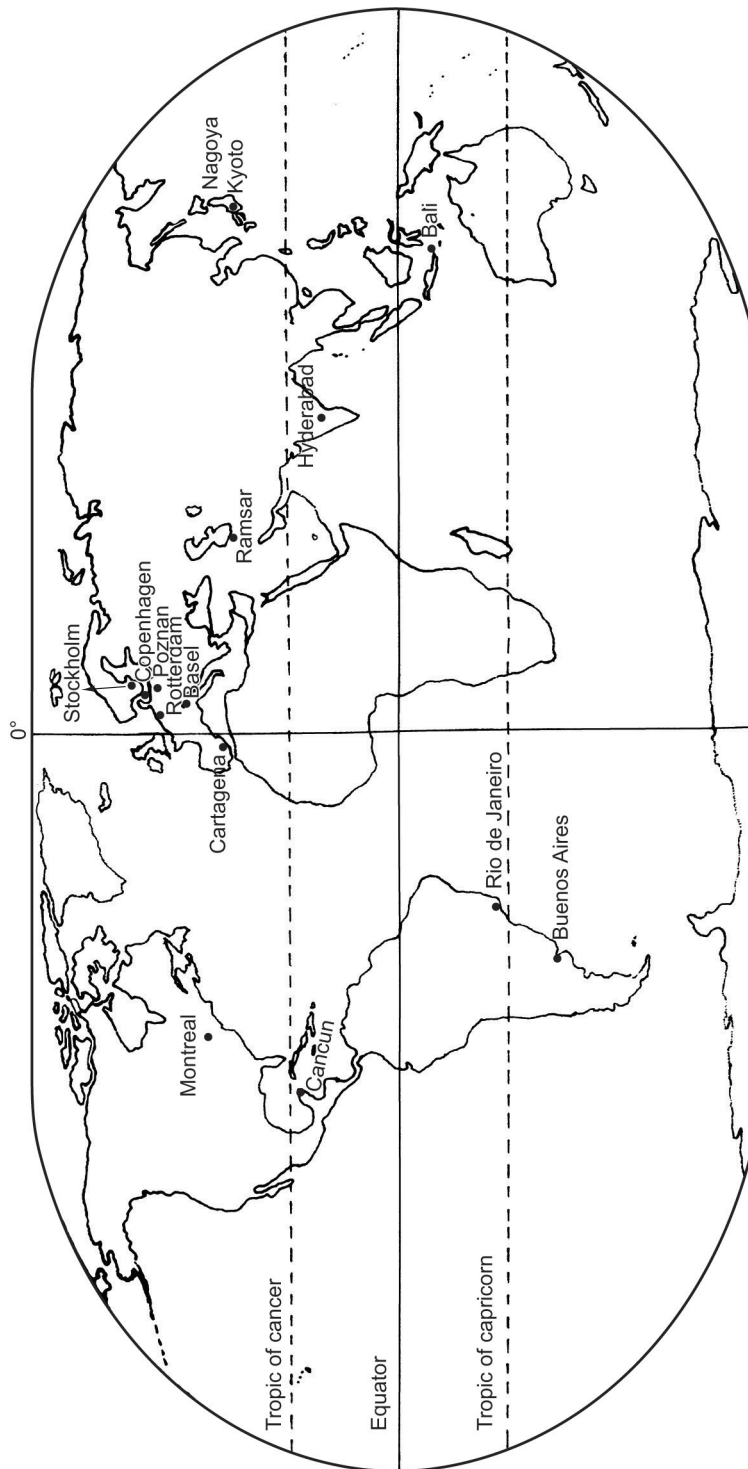 0°
Stockholm
Copenhagen
Poznan
Rotterdam
Basel
Cartagena
Montreal
Cancun
Ramsar
Hyderabad
Nagoya
Kyoto
Bali
Rio de Janeiro
Buenos Aires
Tropic of cancer
Equator
Tropic of capricorn